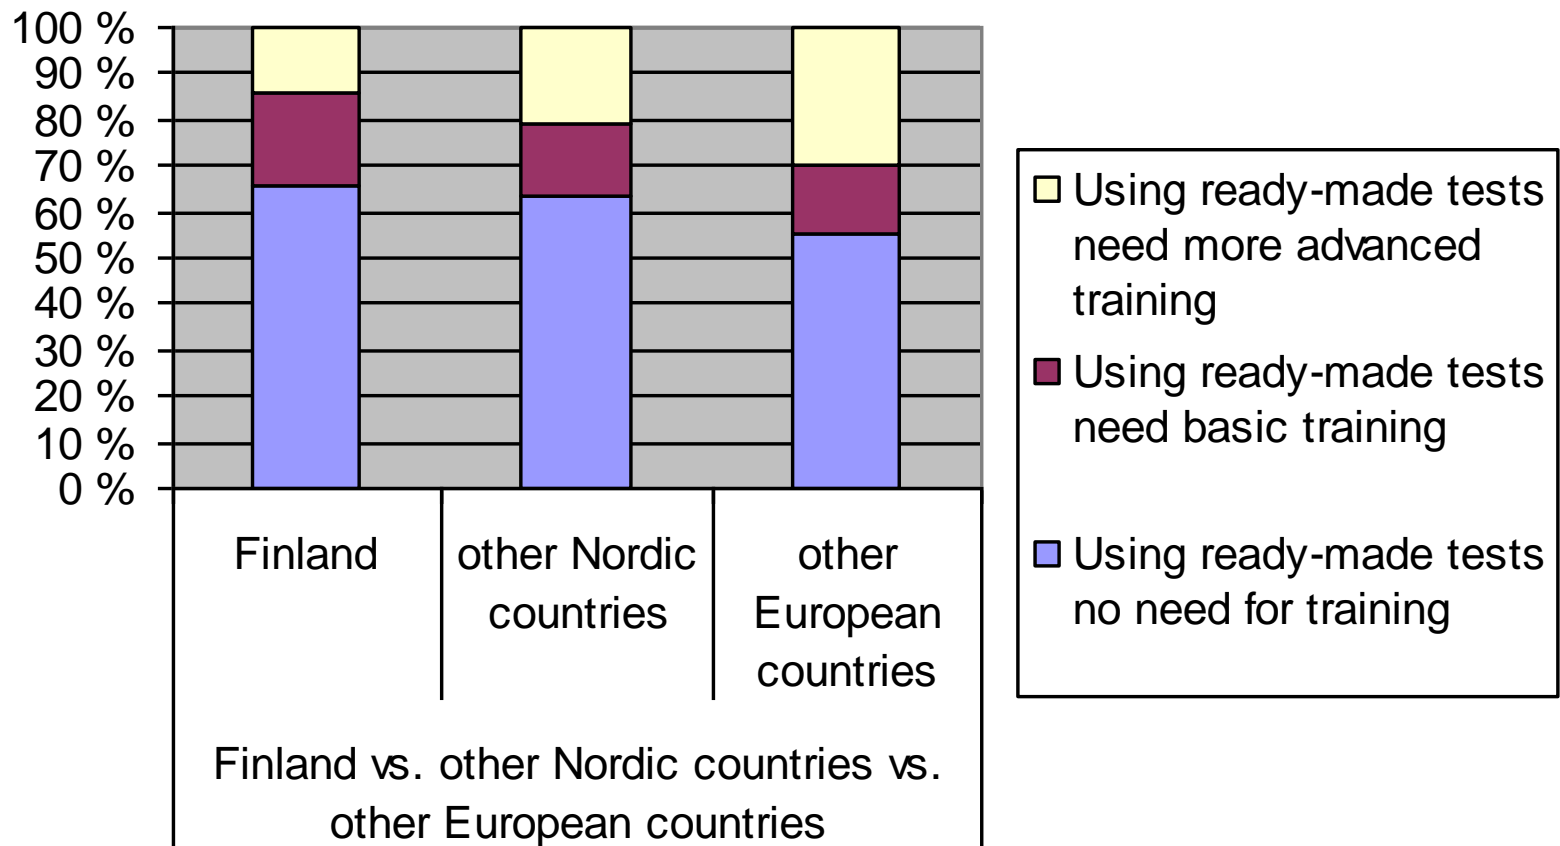 100 %
90 %
80 %
70 %
60 %
50 %
40 %
30 %
20 %
10 %
0 %
Finland
other Nordic
countries
other
European
countries
Finland vs. other Nordic countries vs.
other European countries
Using ready-made tests
need more advanced
training
Using ready-made tests
need basic training
Using ready-made tests
no need for training